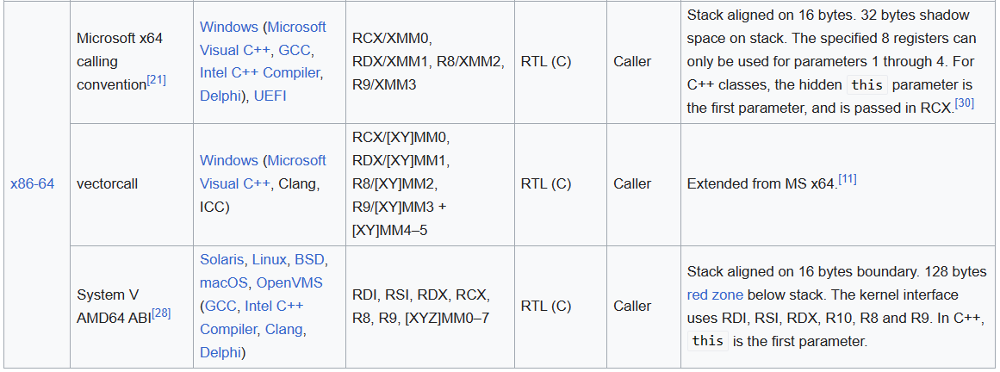 x86-64
Microsoft x64
calling
convention[21]
Windows (Microsoft
Visual C++, GCC,
Intel C++ Compiler,
Delphi), UEFI
RCX/XMM0,
RDX/XMM1, R8/XMM2,
R9/XMM3
RTL (C)
Caller
Stack aligned on 16 bytes. 32 bytes shadow
space on stack. The specified 8 registers can
only be used for parameters 1 through 4. For
C++ classes, the hidden this parameter is
the first parameter, and is passed in RCX.[30]
vectorcall
Windows (Microsoft
Visual C++, Clang,
ICC)
RCX/[XY]MM0,
RDX/[XY]MM1,
R8/[XY]MM2,
R9/[XY]MM3 +
[XY]MM4–5
RTL (C)
Caller
Extended from MS x64.[11]
System V
AMD64 ABI[28]
Solaris, Linux, BSD,
macOS, OpenVMS
(GCC, Intel C++
Compiler, Clang,
Delphi)
RDI, RSI, RDX, RCX,
R8, R9, [XYZ]MM0–7
RTL (C)
Caller
Stack aligned on 16 bytes boundary. 128 bytes
red zone below stack. The kernel interface
uses RDI, RSI, RDX, R10, R8 and R9. In C++,
this is the first parameter.